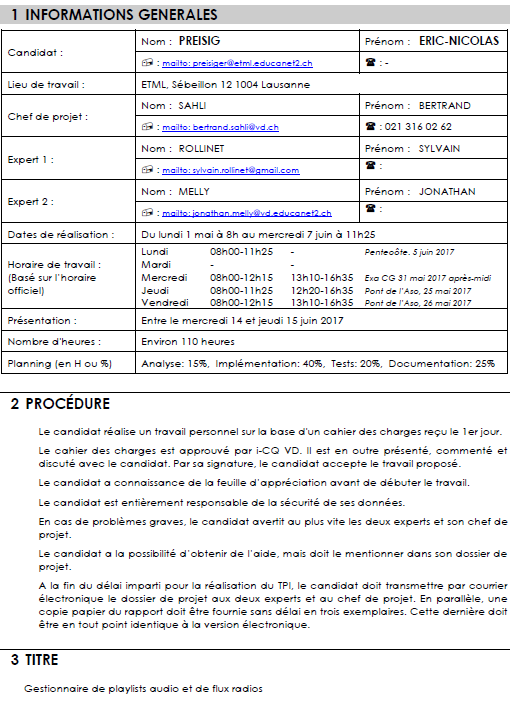 1 INFORMATIONS GENERALES
Candidat :
Nom : PREISIG
Prénom : ERIC-NICOLAS
: mailto: preisiger@etml.educanet2.ch
☎ : -
Lieu de travail :
ETML, Sébeillon 12 1004 Lausanne
Chef de projet :
Nom : SAHLI
Prénom : BERTRAND
: mailto: bertrand.sahli@vd.ch
☎ : 021 316 02 62
Expert 1 :
Nom : ROLLINET
Prénom : SYLVAIN
: mailto: sylvain.rollinet@gmail.com
☎ :
Expert 2 :
Nom : MELLY
Prénom : JONATHAN
: mailto: jonathan.melly@vd.educanet2.ch
☎ :
Dates de réalisation :
Du lundi 1 mai à 8h au mercredi 7 juin à 11h25
Horaire de travail :
(Basé sur l'horaire
officiel)
Lundi 08h00-11h25 - Pentecôte. 5 juin 2017
Mardi - -
Mercredi 08h00-12h15 13h10-16h35 Exa CG 31 mai 2017 après-midi
Jeudi 08h00-11h25 12h20-16h35 Pont de l'Aso, 25 mai 2017
Vendredi 08h00-12h15 13h10-16h35 Pont de l'Aso, 26 mai 2017
Présentation :
Entre le mercredi 14 et jeudi 15 juin 2017
Nombre d'heures :
Environ 110 heures
Planning (en H ou %)
Analyse: 15%, Implémentation: 40%, Tests: 20%, Documentation: 25%
2 PROCÉDURE
Le candidat réalise un travail personnel sur la base d'un cahier des charges reçu le 1er jour.
Le cahier des charges est approuvé par i-CQ VD. Il est en outre présenté, commenté et
discuté avec le candidat. Par sa signature, le candidat accepte le travail proposé.
Le candidat a connaissance de la feuille d'appréciation avant de débuter le travail.
Le candidat est entièrement responsable de la sécurité de ses données.
En cas de problèmes graves, le candidat avertit au plus vite les deux experts et son chef de
projet.
Le candidat a la possibilité d'obtenir de l'aide, mais doit le mentionner dans son dossier de
projet.
A la fin du délai imparti pour la réalisation du TPI, le candidat doit transmettre par courrier
électronique le dossier de projet aux deux experts et au chef de projet. En parallèle, une
copie papier du rapport doit être fournie sans délai en trois exemplaires. Cette dernière doit
être en tout point identique à la version électronique.
3 TITRE
Gestionnaire de playlists audio et de flux radios